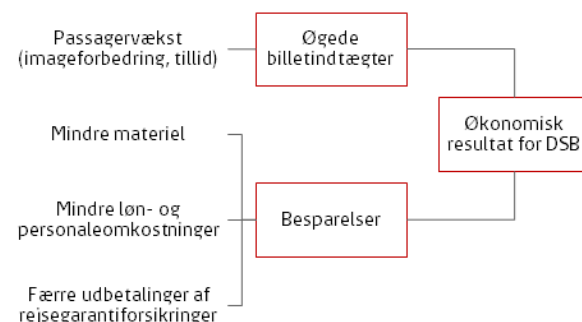 Passagervækst
(imageforbedring, tillid)
Øgede
billetindtægter
Økonomisk
resultat for DSB
Mindre materiel
Mindre løn- og
personaleomkostninger
Besparelser
Færre udbetalinger af
rejsegarantiforsikringer